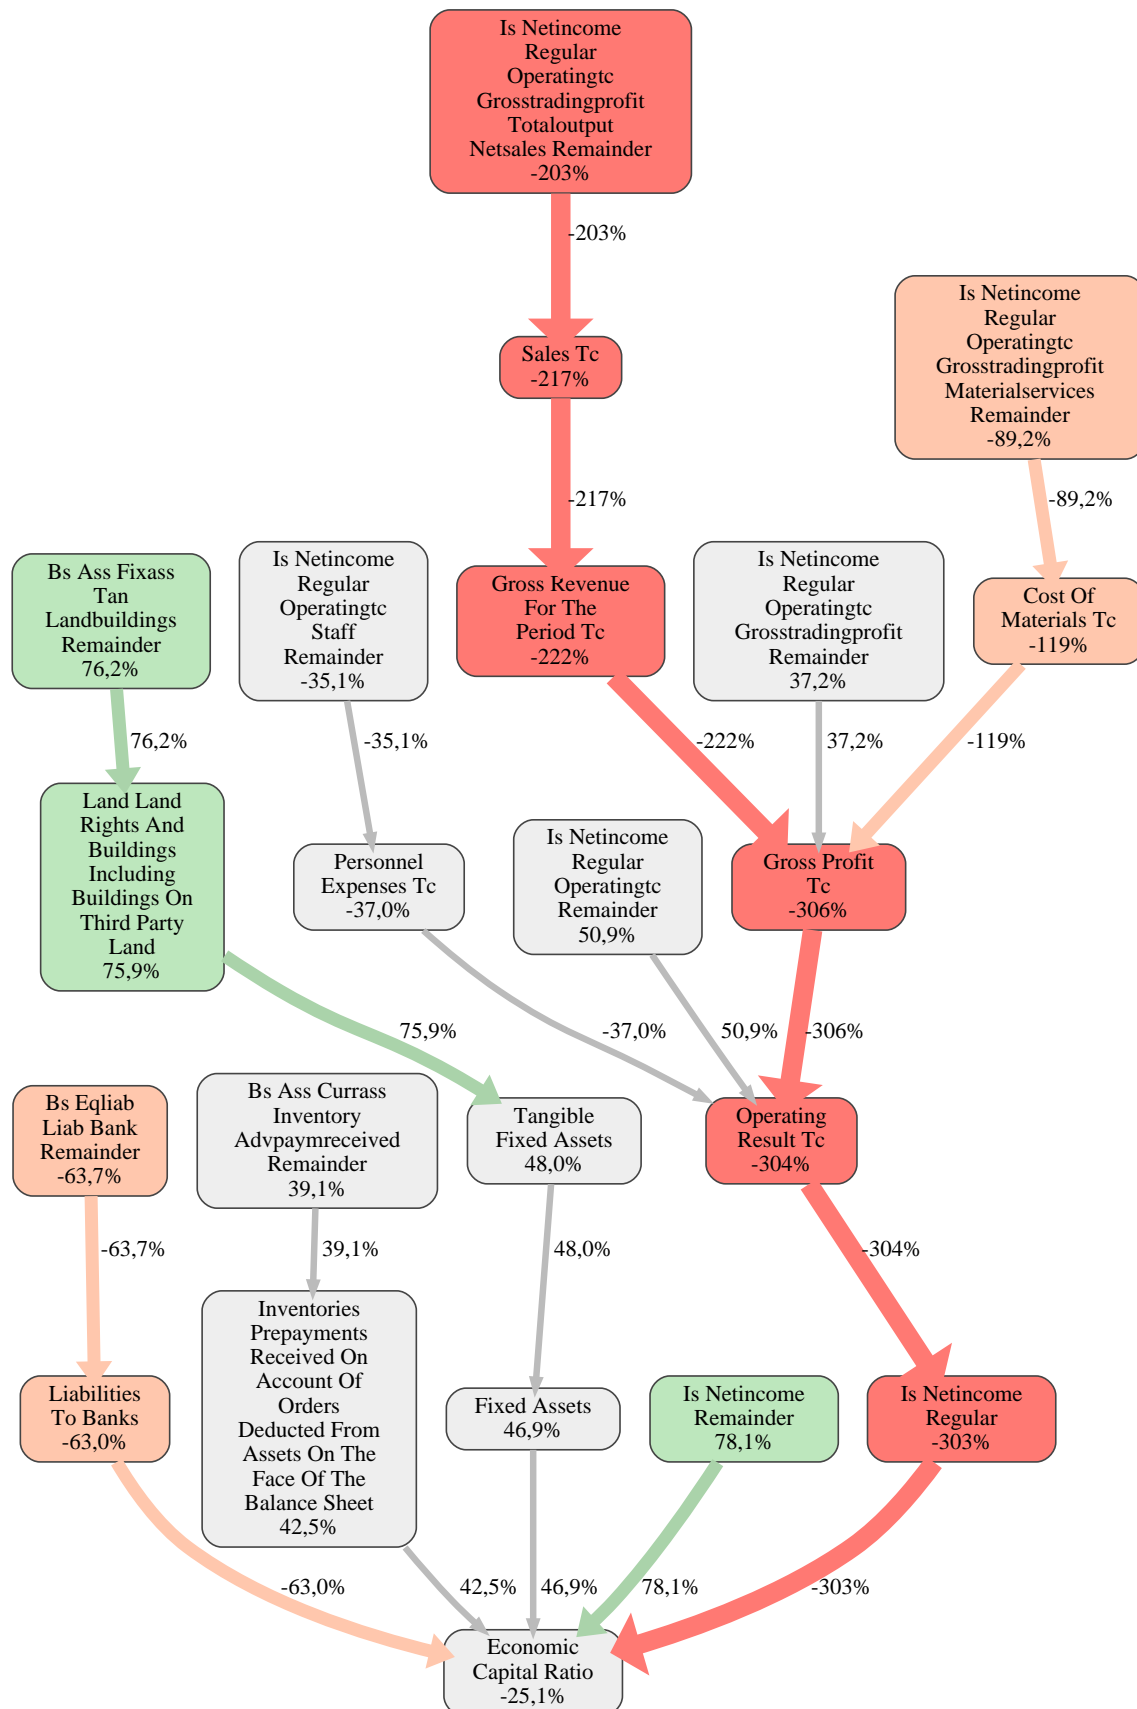 Is Netincome
Regular
Operatingtc
Grosstradingprofit
Totaloutput
Netsales Remainder
-203%
-203%
Sales Tc
-217%
Is Netincome
Regular
Operatingtc
Grosstradingprofit
Materialservices
Remainder
-89,2%
-217%
-89,2%
Bs Ass Fixass
Tan
Landbuildings
Remainder
76,2%
Is Netincome
Regular
Operatingtc
Staff
Remainder
-35,1%
Gross Revenue
For The
Period Tc
-222%
Is Netincome
Regular
Operatingtc
Grosstradingprofit
Remainder
37,2%
Cost Of
Materials Tc
-119%
76,2%
-35,1%
-222%
37,2%
-119%
Land Land
Rights And
Buildings
Including
Buildings On
Third Party
Land
75,9%
Personnel
Expenses Tc
-37,0%
Is Netincome
Regular
Operatingtc
Remainder
50,9%
Gross Profit
Tc
-306%
75,9%
-37,0%
50,9%
-306%
Bs Eqliab
Liab Bank
Remainder
-63,7%
Bs Ass Currass
Inventory
Advpaymreceived
Remainder
39,1%
Tangible
Fixed Assets
48,0%
Operating
Result Tc
-304%
-63,7%
39,1%
48,0%
-304%
Liabilities
To Banks
-63,0%
Inventories
Prepayments
Received On
Account Of
Orders
Deducted From
Assets On The
Face Of The
Balance Sheet
42,5%
Fixed Assets
46,9%
Is Netincome
Remainder
78,1%
Is Netincome
Regular
-303%
-63,0%
42,5%
46,9%
78,1%
-303%
Economic
Capital Ratio
-25,1%